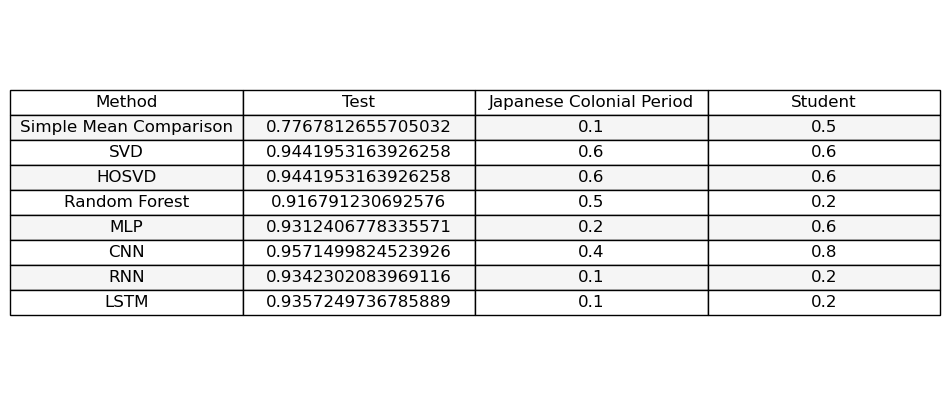 Method Test Japanese Colonial Period Student
Simple Mean Comparison 0.7767812655705032 0.1 0.5
SVD 0.9441953163926258 0.6 0.6
HOSVD 0.9441953163926258 0.6 0.6
Random Forest 0.916791230692576 0.5 0.2
MLP 0.9312406778335571 0.2 0.6
CNN 0.9571499824523926 0.4 0.8
RNN 0.9342302083969116 0.1 0.2
LSTM 0.9357249736785889 0.1 0.2